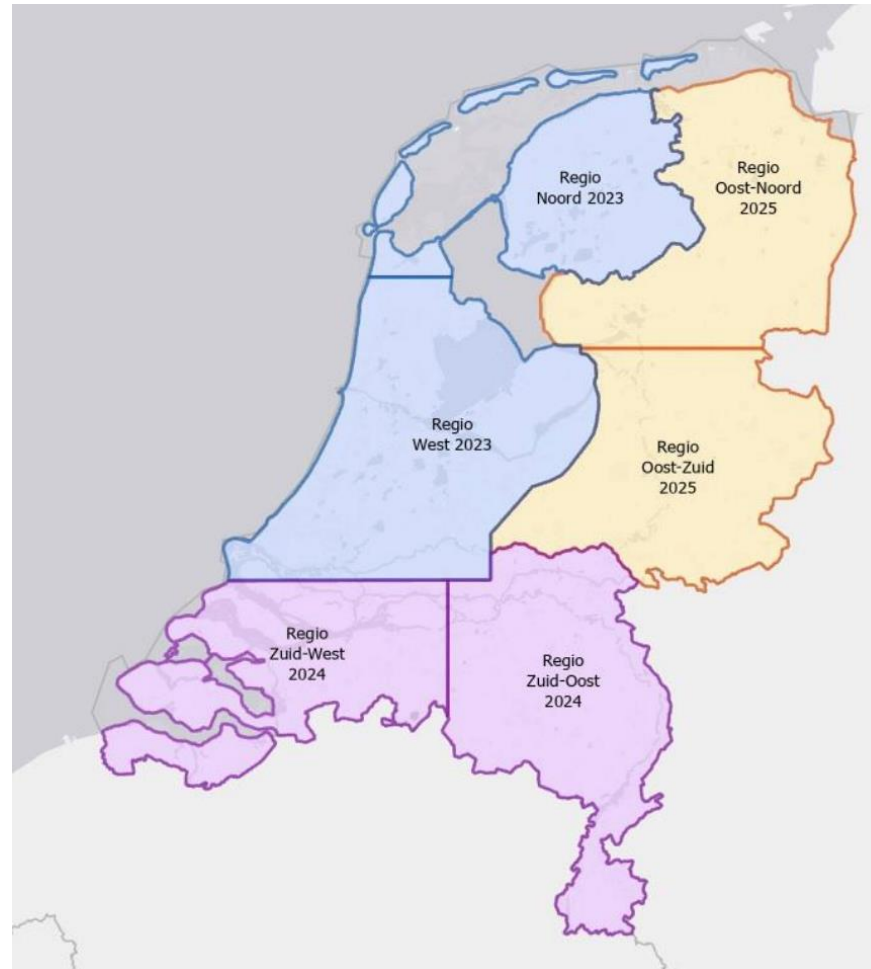 Regio
Noord 2023
Regio
Oost-Noord
2025
Regio
West 2023
Regio
Oost-Zuid
2025
Regio
Zuid-West
2024
Regio
Zuid-Oost
2024